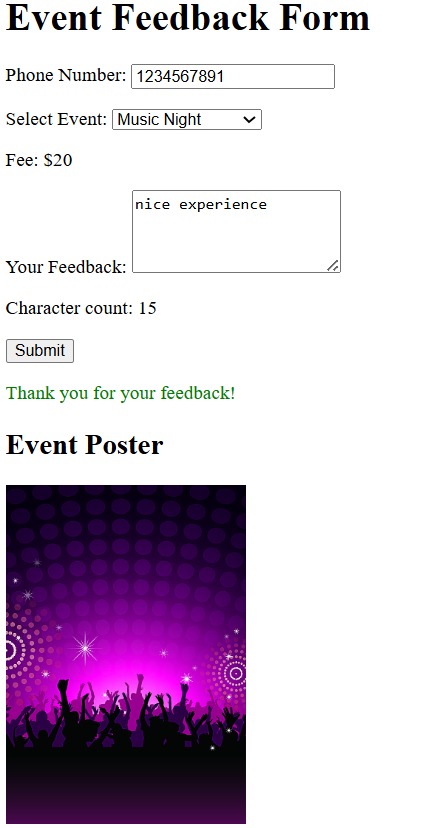 Event Feedback Form
Phone Number: 1234567891
Select Event: Music Night
Fee: $20
nice experience
Your Feedback:
Character count: 15
Submit
Thank you for your feedback!
Event Poster